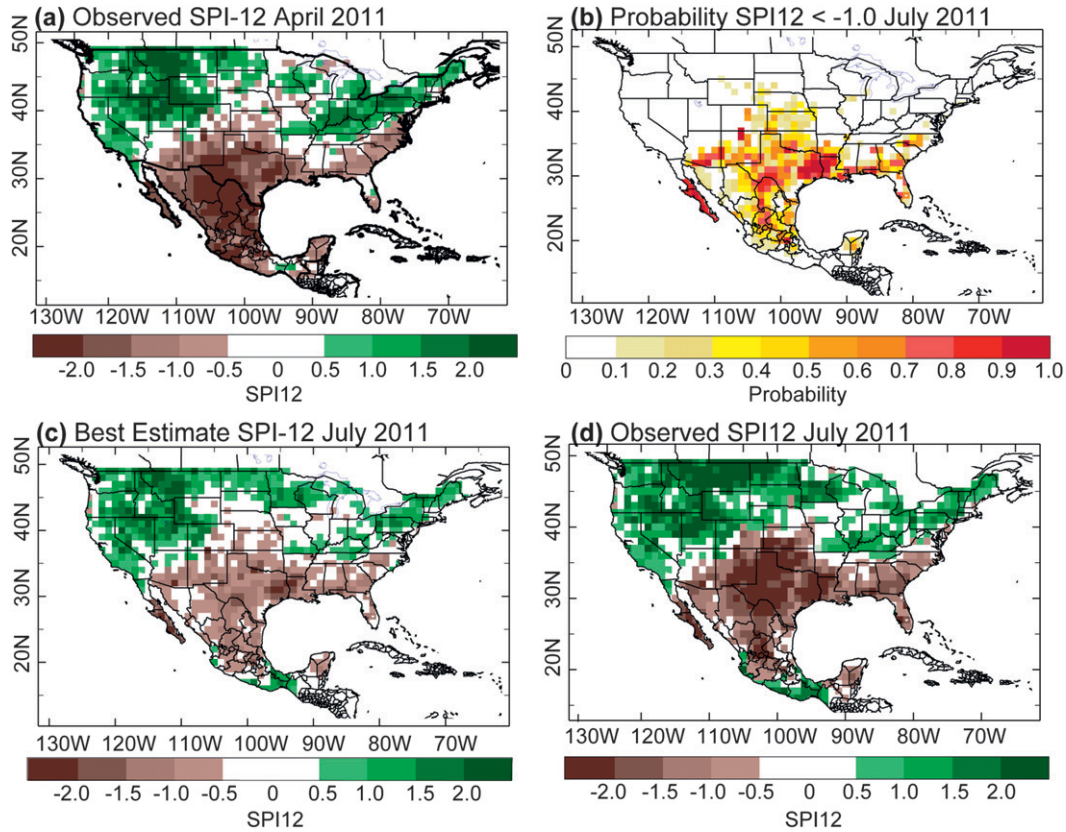 (a) Observed SPI-12 April 2011
50N
40N
30N
20N
130W 120W 110W 100W 90W 80W 70W
-2.0 -1.5 -1.0 -0.5 0.5 1.0 1.5 2.0
SPI12
(b) Probability SPI12 < -1.0 July 2011
50N
40N
30N
20N
130W 120W 110W 100W 90W 80W 70W
0 0.1 0.2 0.3 0.4 0.5 0.6 0.7 0.8 0.9 1.0
Probability
(c) Best Estimate SPI-12 July 2011
50N
40N
30N
20N
130W 120W 110W 100W 90W 80W 70W
-2.0 -1.5 -1.0 -0.5 0 0.5 1.0 1.5 2.0
SPI12
(d) Observed SPI12 July 2011
50N
40N
30N
20N
130W 120W 110W 100W 90W 80W 70W
-2.0 -1.5 -1.0 -0.5 0 0.5 1.0 1.5 2.0
SPI12